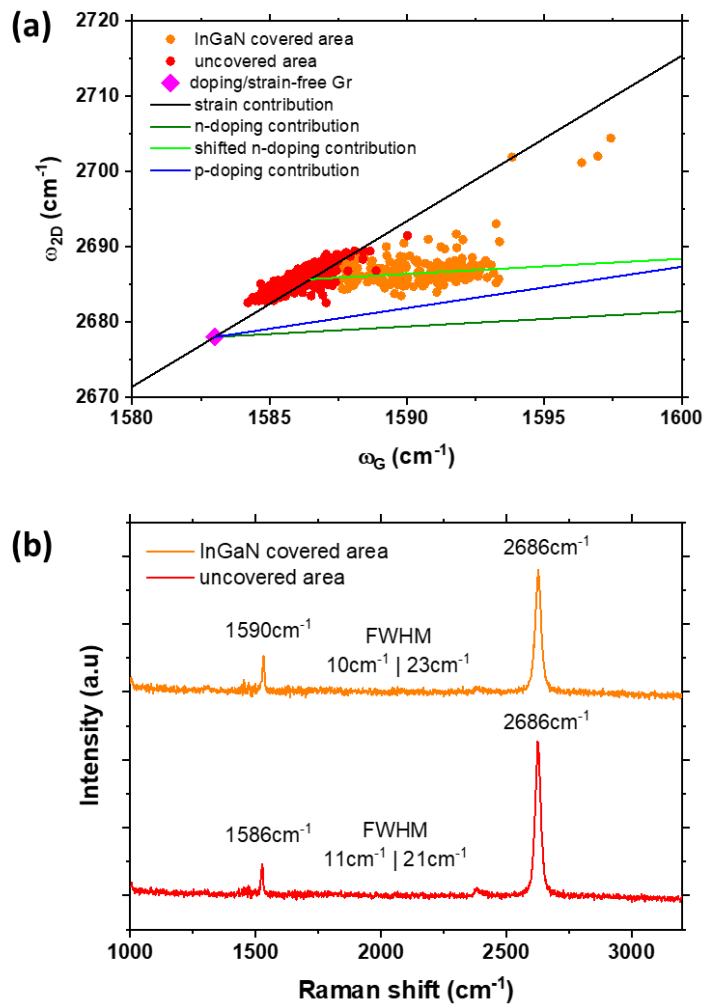 (a)
2720
2710
2700
2690
2680
2670
ω2D (cm-1)
InGaN covered area
uncovered area
doping/strain-free Gr
strain contribution
n-doping contribution
shifted n-doping contribution
p-doping contribution
1580 1585 1590 1595 1600
ωG (cm-1)
(b)
InGaN covered area
uncovered area
2686cm-1
1590cm-1
FWHM
10cm-1 | 23cm-1
2686cm-1
1586cm-1
FWHM
11cm-1 | 21cm-1
Intensity (a.u)
1000 1500 2000 2500 3000
Raman shift (cm-1)